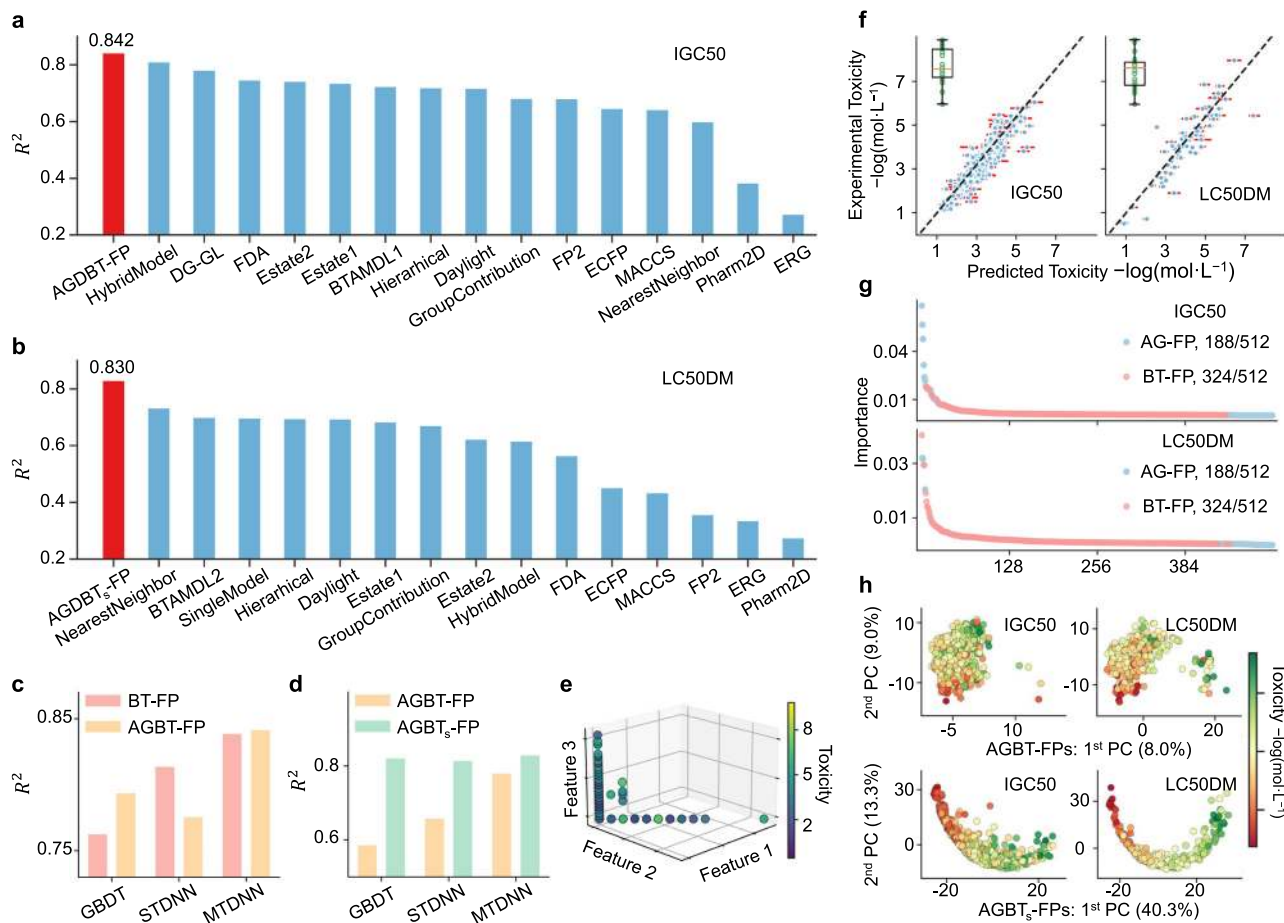 a
0.842
IGC50
0.8
0.6
0.4
0.2
R²
AGDBT-FP
HybridModel
DG-GL
FDA
Estate2
Estate1
BTAMDL1
Hierarhical
Daylight
GroupContribution
FP2
ECFP
MACCS
NearestNeighbor
Pharm2D
ERG
b
0.830
LC50DM
0.8
0.6
0.4
0.2
R²
AGDBTₛ-FP
NearestNeighbor
BTAMDL2
SingleModel
Hierarhical
Daylight
Estate1
GroupContribution
Estate2
HybridModel
FDA
ECFP
MACCS
FP2
ERG
Pharm2D
c
BT-FP
AGBT-FP
0.85
0.75
R²
GBDT
STDNN
MTDNN
d
AGBT-FP
AGBTₛ-FP
0.8
0.6
R²
GBDT
STDNN
MTDNN
e
Feature 3
Feature 2
Feature 1
8
5
2
Toxicity
f
Experimental Toxicity
−log(mol·L⁻¹)
7
5
3
1
IGC50
LC50DM
1 3 5 7
1 3 5 7
Predicted Toxicity −log(mol·L⁻¹)
g
IGC50
AG-FP, 188/512
BT-FP, 324/512
0.04
0.01
Importance
LC50DM
AG-FP, 188/512
BT-FP, 324/512
0.03
0.01
128 256 384
h
2ⁿᵈ PC (9.0%)
10
-10
IGC50
-5 10
10
-10
LC50DM
0 20
AGBT-FPs: 1ˢᵗ PC (8.0%)
2ⁿᵈ PC (13.3%)
30
0
IGC50
-20 20
30
0
LC50DM
-20 20
AGBTₛ-FPs: 1ˢᵗ PC (40.3%)
Toxicity −log(mol·L⁻¹)